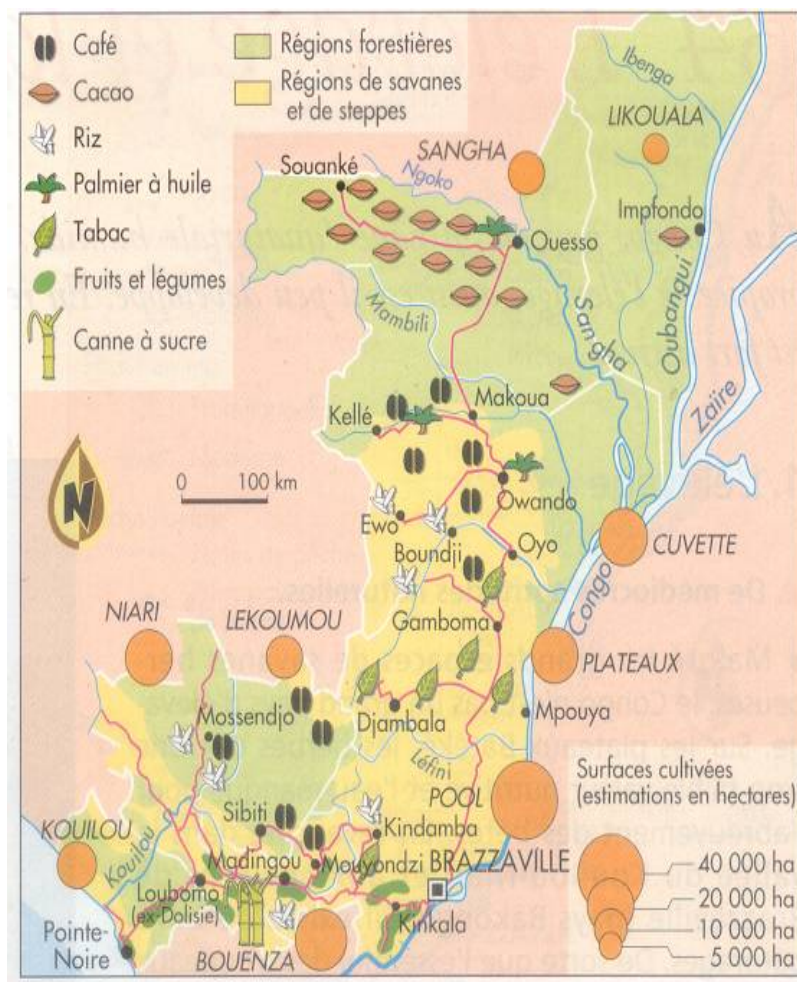 Café
Cacao
Riz
Palmier à huile
Tabac
Fruits et légumes
Canne à sucre
Régions forestières
Régions de savanes
et de steppes
Ibenga
LIKOUALA
SANGHA
Souanké
Ngoko
Impfondo
Ouesso
Mambili
Sangha
Oubangui
Zaïre
Makoua
Kellé
N
0 100 km
Owando
Ewo
Boundji
Oyo
CUVETTE
Congo
NIARI
LEKOUMOU
Gamboma
PLATEAUX
Mossendjo
Djambala
Mpouya
Léfini
POOL
Surfaces cultivées
(estimations en hectares)
40 000 ha
20 000 ha
10 000 ha
5 000 ha
KOUILOU
Kouilou
Sibiti
Kindamba
Madingou
Mouyondzi
BRAZZAVILLE
Loubomo
(ex-Dolisie)
Kinkala
Pointe-
Noire
BOUENZA